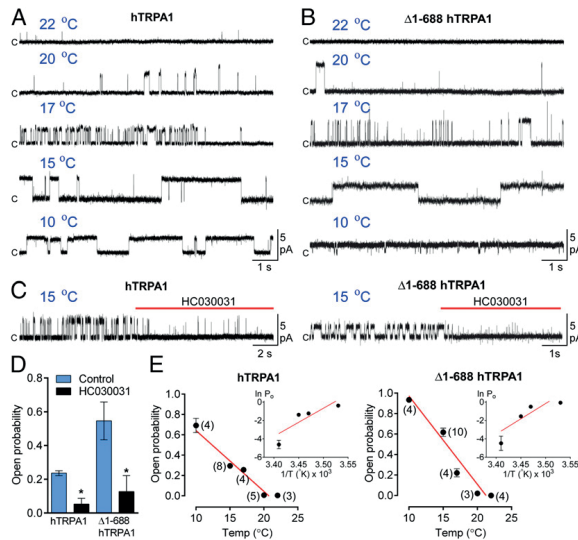 A
hTRPA1
22 °C
C
20 °C
C
17 °C
C
15 °C
C
10 °C
C
5
pA
1 s
B
Δ1-688 hTRPA1
22 °C
C
20 °C
C
17 °C
C
15 °C
C
10 °C
C
5
pA
1 s
C
hTRPA1
15 °C
HC030031
C
5
pA
2 s
Δ1-688 hTRPA1
15 °C
HC030031
C
5
pA
1s
D
Control
HC030031
Open probability
0.8
0.6
0.4
0.2
0.0
*
*
hTRPA1
Δ1-688
hTRPA1
E
hTRPA1
Open probability
1.0
0.8
0.6
0.4
0.2
0.0
(4)
(8)
(4)
(5)
(3)
10
15
20
25
Temp (°C)
ln Po
0
-2
-4
-6
3.40
3.45
3.50
3.55
1/T (°K) x 103
Δ1-688 hTRPA1
Open probability
1.0
0.8
0.6
0.4
0.2
0.0
(4)
(10)
(4)
(3)
(4)
10
15
20
25
Temp (°C)
ln Po
0
-2
-4
-6
3.40
3.45
3.50
3.55
1/T (°K) x 103